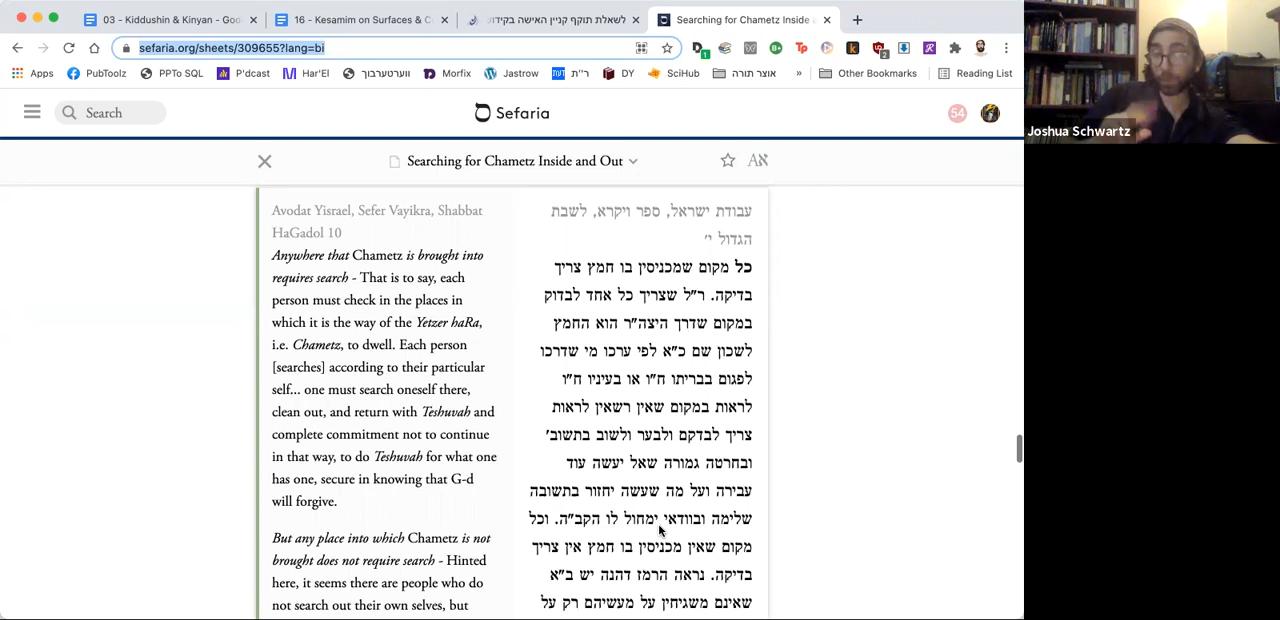 03 - Kiddushin & Kinyan - Goo
16 - Kesamim on Surfaces & C
לשאלת תוקף קניין האישה בקידוש
Searching for Chametz Inside
sefaria.org/sheets/309655?lang=bi
Apps PubToolz PPTo SQL P'dcast Har'El ווערטערבוך Morfix Jastrow ר''ת DY SciHub אוצר תורה » Other Bookmarks Reading List
Search
Sefaria
54
Searching for Chametz Inside and Out
Joshua Schwartz
Avodat Yisrael, Sefer Vayikra, Shabbat
HaGadol 10
Anywhere that Chametz is brought into
requires search - That is to say, each
person must check in the places in
which it is the way of the Yetzer haRa,
i.e. Chametz, to dwell. Each person
[searches] according to their particular
self... one must search oneself there,
clean out, and return with Teshuvah and
complete commitment not to continue
in that way, to do Teshuvah for what one
has one, secure in knowing that G-d
will forgive.
But any place into which Chametz is not
brought does not require search - Hinted
here, it seems there are people who do
not search out their own selves, but
עבודת ישראל, ספר ויקרא, לשבת
הגדול י׳
כל מקום שמכניסין בו חמץ צריך
בדיקה. ר"ל שצריך כל אחד לבדוק
במקום שדרך היצה"ר הוא החמץ
לשכון שם כ"א לפי ערכו מי שדרכו
לפגום בבריתו ח"ו או בעיניו ח"ו
לראות במקום שאין רשאין לראות
צריך לבדקם ולבער ולשוב בתשוב'
ובחרטה גמורה שאל יעשה עוד
עבירה ועל מה שעשה יחזור בתשובה
שלימה ובוודאי ימחול לו הקב"ה. וכל
מקום שאין מכניסין בו חמץ אין צריך
בדיקה. נראה הרמז דהנה יש ב"א
שאינם משגיחין על מעשיהם רק על